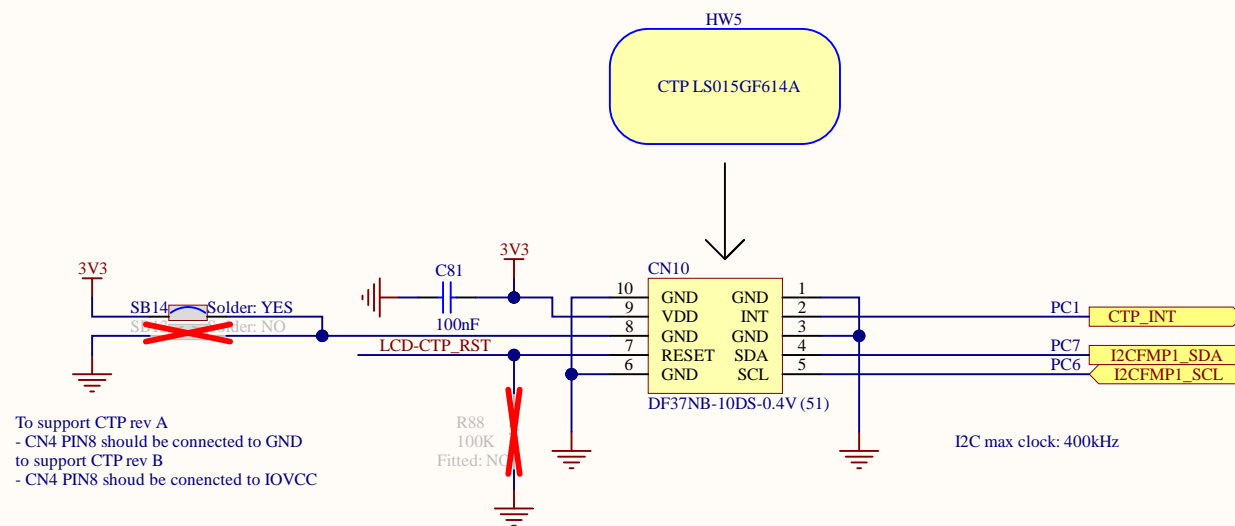 HW5
CTP LS015GF614A
3V3
C81
100nF
3V3
SB14 Solder: YES
Solder: NO
LCD-CTP_RST
R88
100K
Fitted: NO
CN10
10 GND GND 1
9 VDD INT 2
8 GND GND 3
7 RESET SDA 4
6 GND SCL 5
DF37NB-10DS-0.4V (51)
PC1 CTP_INT
PC7 I2CFMP1_SDA
PC6 I2CFMP1_SCL
I2C max clock: 400kHz
To support CTP rev A
- CN4 PIN8 should be connected to GND
to support CTP rev B
- CN4 PIN8 shoud be conencted to IOVCC